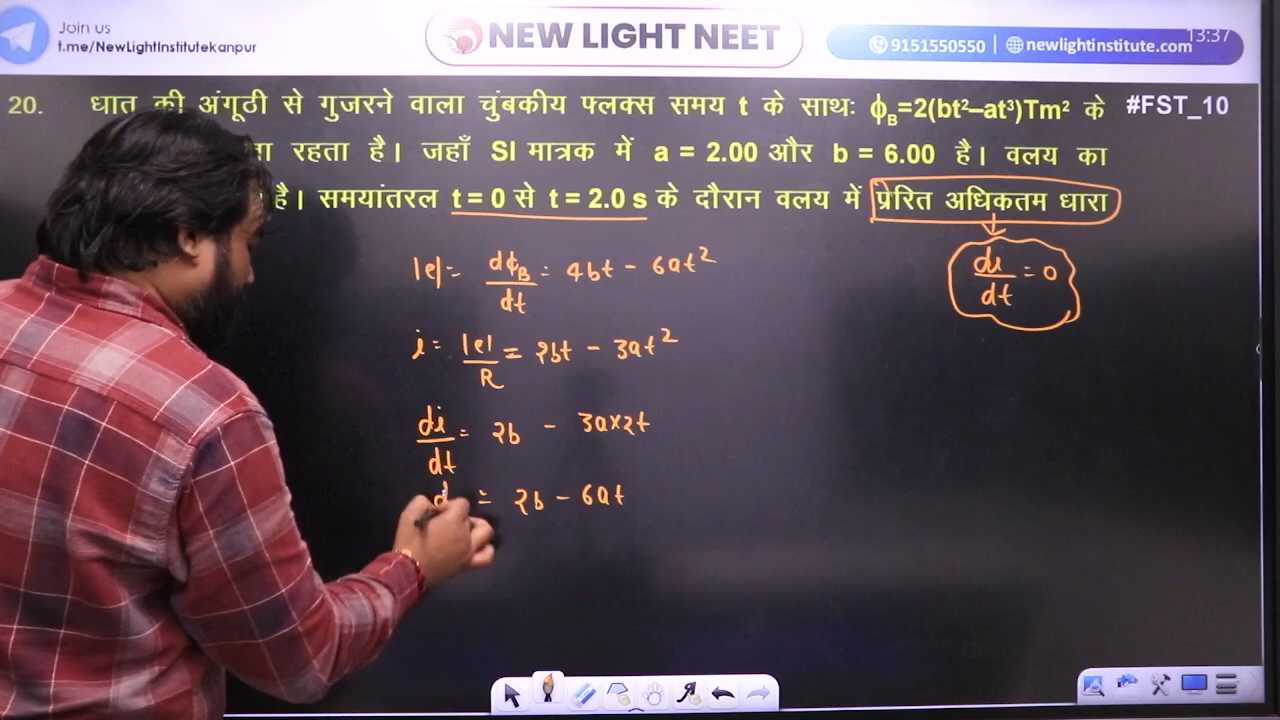 Join us
t.me/NewLightInstitutekanpur
NEW LIGHT NEET
9151550550 | newlightinstitute.com
13:37
20. धातु की अंगूठी से गुजरने वाला चुंबकीय फ्लक्स समय t के साथः ϕB=2(bt²–at³)Tm² के #FST_10
रहता है। जहाँ SI मात्रक में a = 2.00 और b = 6.00 है। वलय का
है। समयांतरल t = 0 से t = 2.0 s के दौरान वलय में प्रेरित अधिकतम धारा
|e| = dϕB/dt = 4bt - 6at²
di/dt = 0
i = |e|/R = 2bt - 3at²
di/dt = 2b - 3a×2t
= 2b - 6at